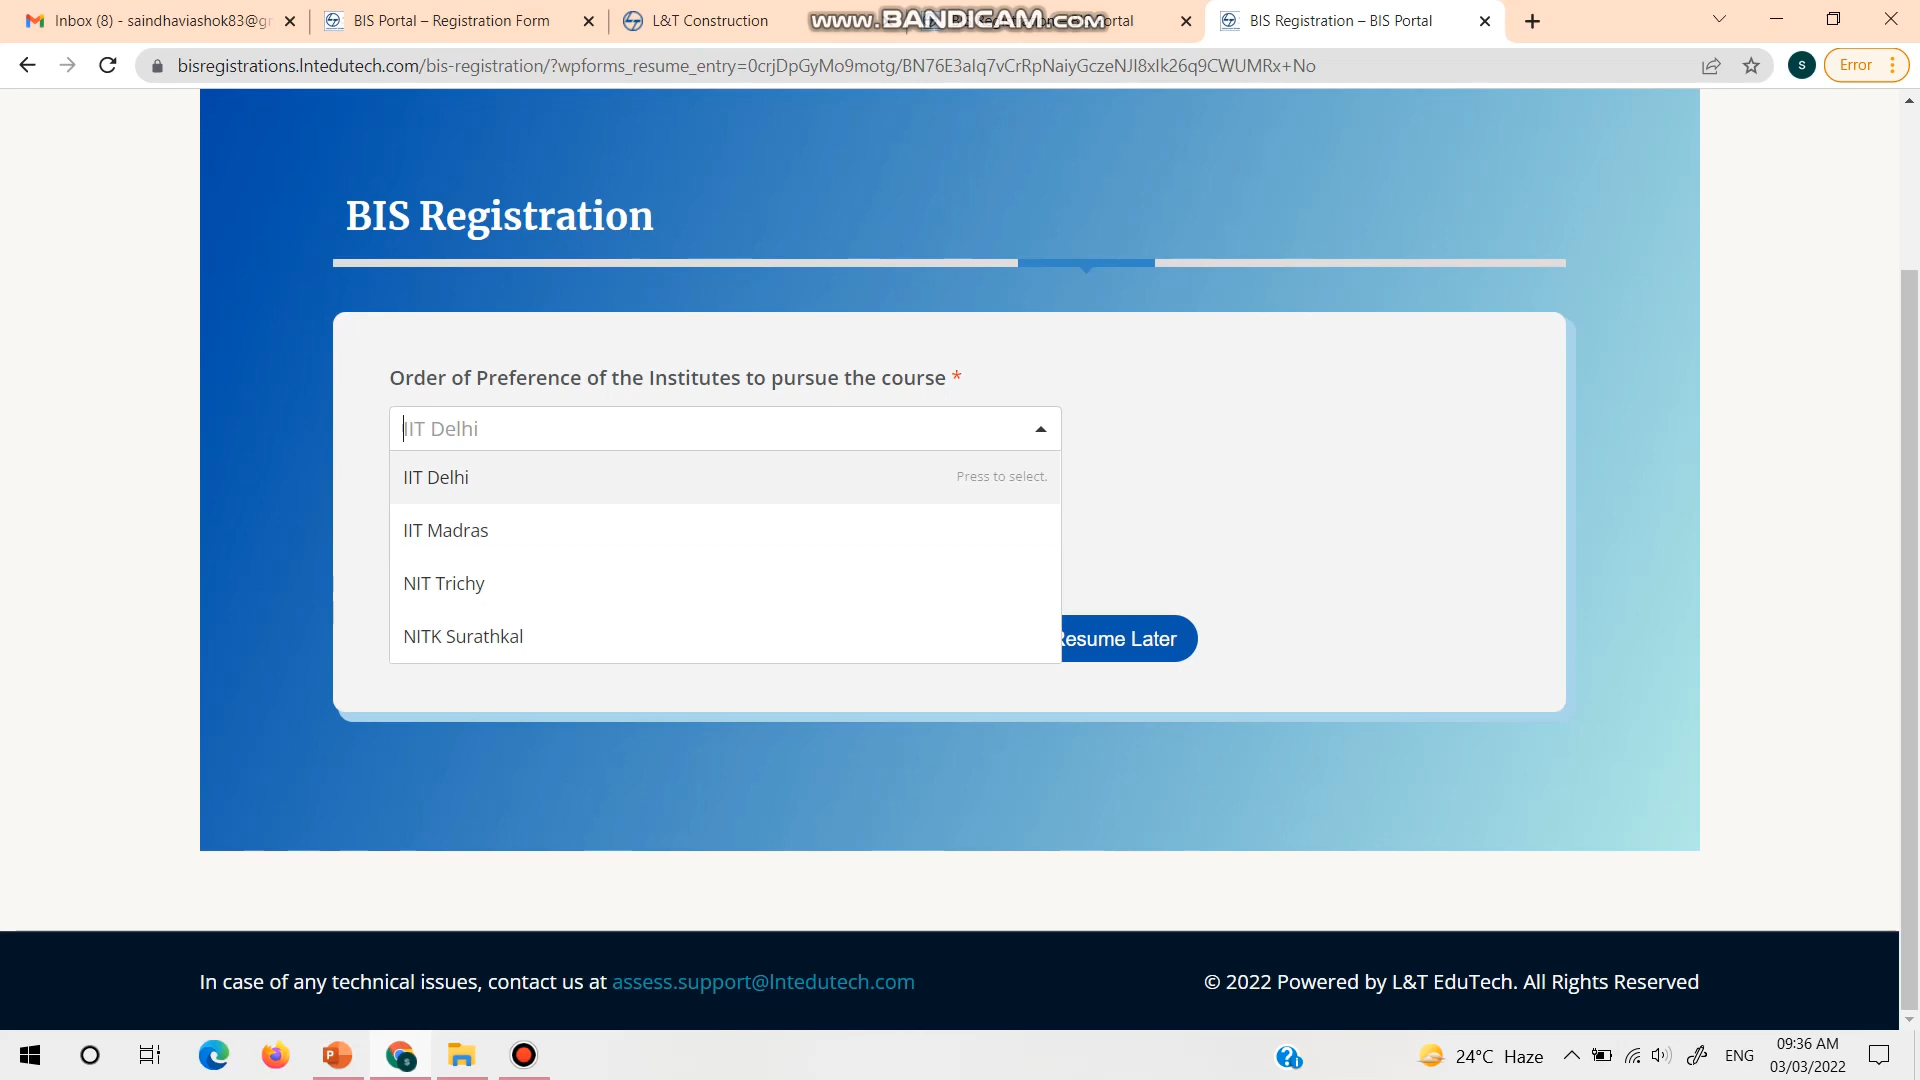 Inbox (8) - saindhaviashok83@gr
BIS Portal – Registration Form
L&T Construction
www.BANDICAM.com
BIS Registration – BIS Portal
bisregistrations.lntedutech.com/bis-registration/?wpforms_resume_entry=0crjDpGyMo9motg/BN76E3aIq7vCrRpNaiyGczeNJI8xIk26q9CWUMRx+No
S
Error
BIS Registration
Order of Preference of the Institutes to pursue the course *
IIT Delhi
IIT Delhi Press to select.
IIT Madras
NIT Trichy
NITK Surathkal
Resume Later
In case of any technical issues, contact us at assess.support@lntedutech.com
© 2022 Powered by L&T EduTech. All Rights Reserved
24°C Haze
ENG
09:36 AM
03/03/2022